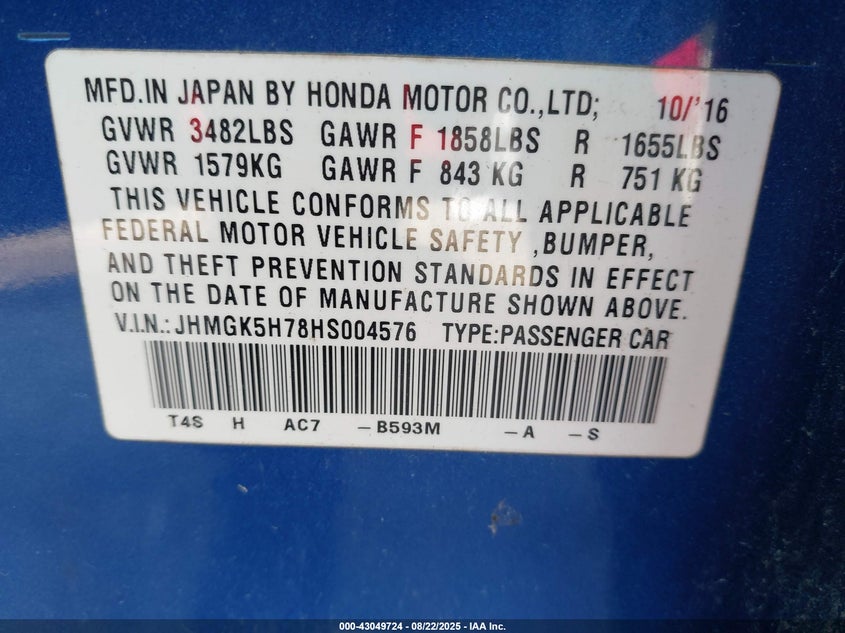 MFD.IN JAPAN BY HONDA MOTOR CO.,LTD; 10/'16
GVWR 3482LBS GAWR F 1858LBS R 1655LBS
GVWR 1579KG GAWR F 843 KG R 751 KG
THIS VEHICLE CONFORMS TO ALL APPLICABLE
FEDERAL MOTOR VEHICLE SAFETY ,BUMPER,
AND THEFT PREVENTION STANDARDS IN EFFECT
ON THE DATE OF MANUFACTURE SHOWN ABOVE.
V.I.N.: JHMGK5H78HS004576 TYPE:PASSENGER CAR
T4S H AC7 – B593M – A – S
000-43049724 - 08/22/2025 - IAA Inc.